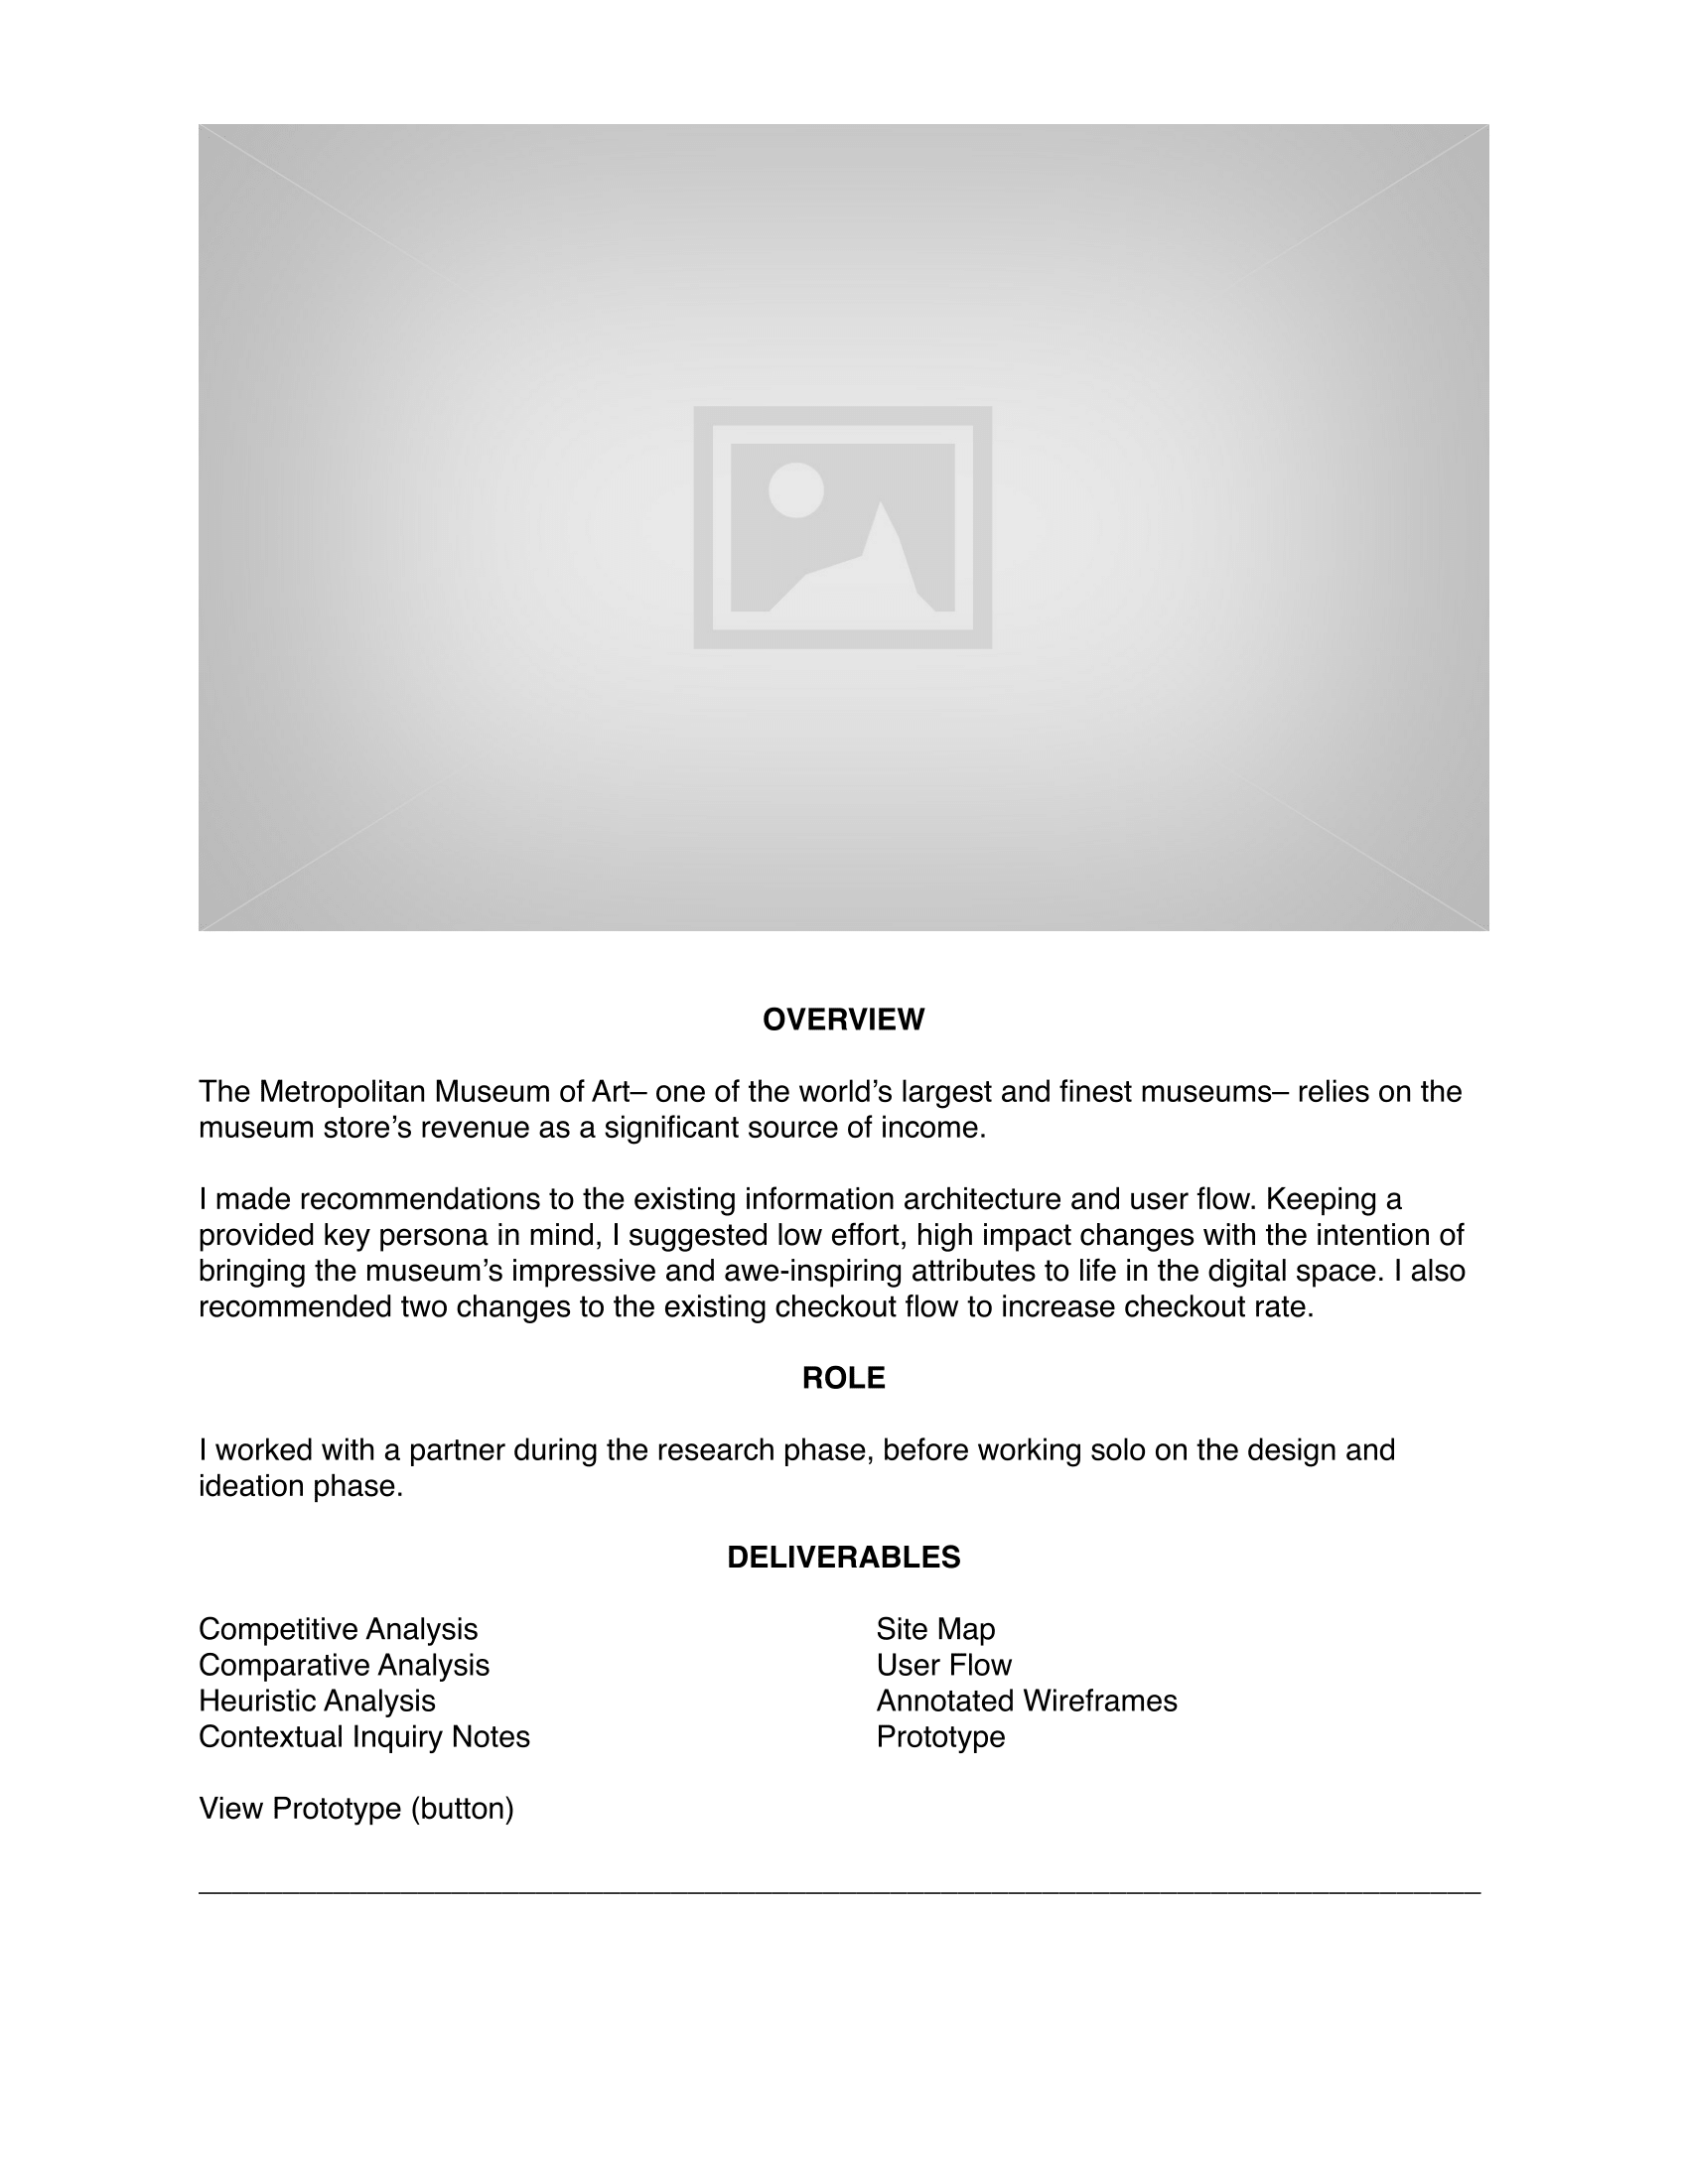 OVERVIEW
The Metropolitan Museum of Art– one of the world’s largest and finest museums– relies on the
museum store’s revenue as a significant source of income.
I made recommendations to the existing information architecture and user flow. Keeping a
provided key persona in mind, I suggested low effort, high impact changes with the intention of
bringing the museum’s impressive and awe-inspiring attributes to life in the digital space. I also
recommended two changes to the existing checkout flow to increase checkout rate.
ROLE
I worked with a partner during the research phase, before working solo on the design and
ideation phase.
DELIVERABLES
Competitive Analysis
Comparative Analysis
Heuristic Analysis
Contextual Inquiry Notes
Site Map
User Flow
Annotated Wireframes
Prototype
View Prototype (button)